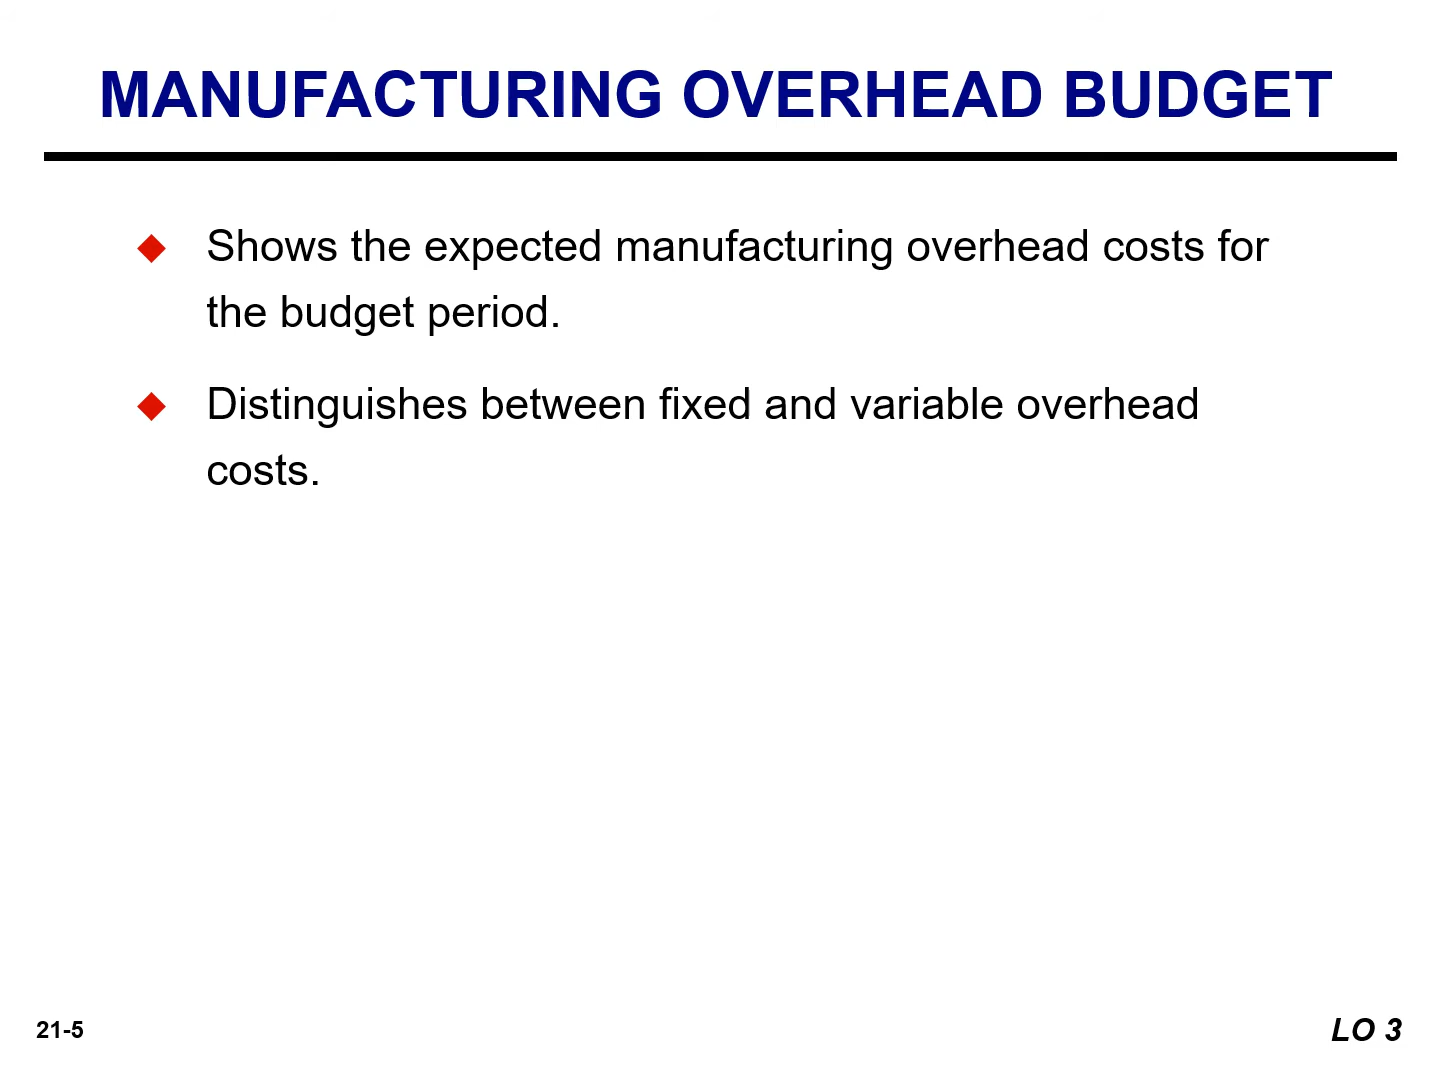 MANUFACTURING OVERHEAD BUDGET
Shows the expected manufacturing overhead costs for
the budget period.
Distinguishes between fixed and variable overhead
costs.
21-5
LO 3